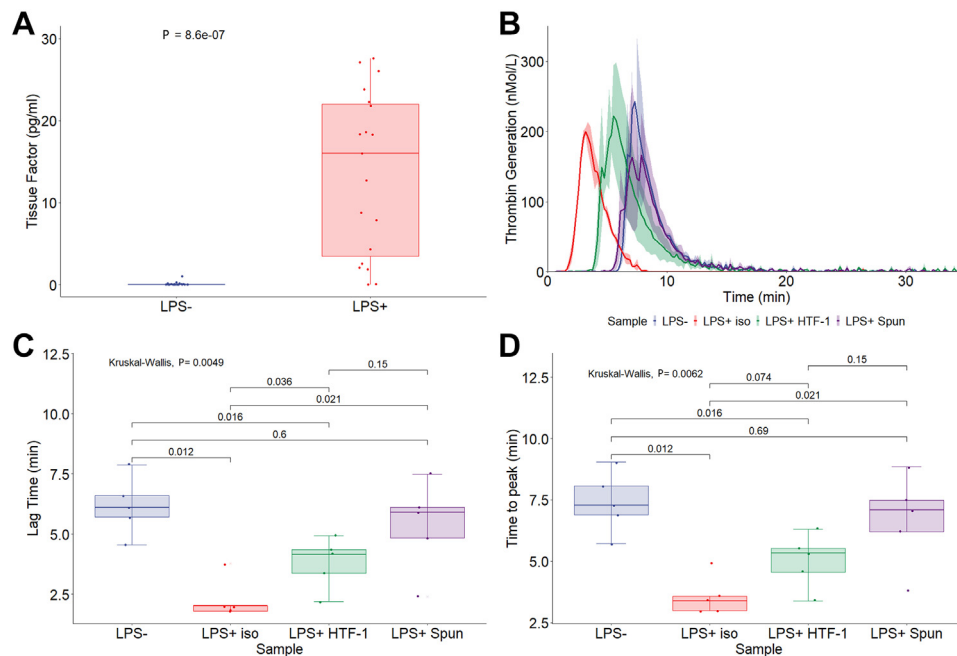 A
P = 8.6e-07
30
20
10
0
Tissue Factor (pg/ml)
LPS-
LPS+
B
300
200
100
0
Thrombin Generation (nMol/L)
0
10
20
30
Time (min)
Sample LPS- LPS+ iso LPS+ HTF-1 LPS+ Spun
C
12.5
10.0
7.5
5.0
2.5
Lag Time (min)
Kruskal-Wallis, P= 0.0049
0.15
0.036
0.021
0.016
0.6
0.012
LPS-
LPS+ iso
LPS+ HTF-1
LPS+ Spun
Sample
D
12.5
10.0
7.5
5.0
2.5
Time to peak (min)
Kruskal-Wallis, P= 0.0062
0.15
0.074
0.021
0.016
0.69
0.012
LPS-
LPS+ iso
LPS+ HTF-1
LPS+ Spun
Sample